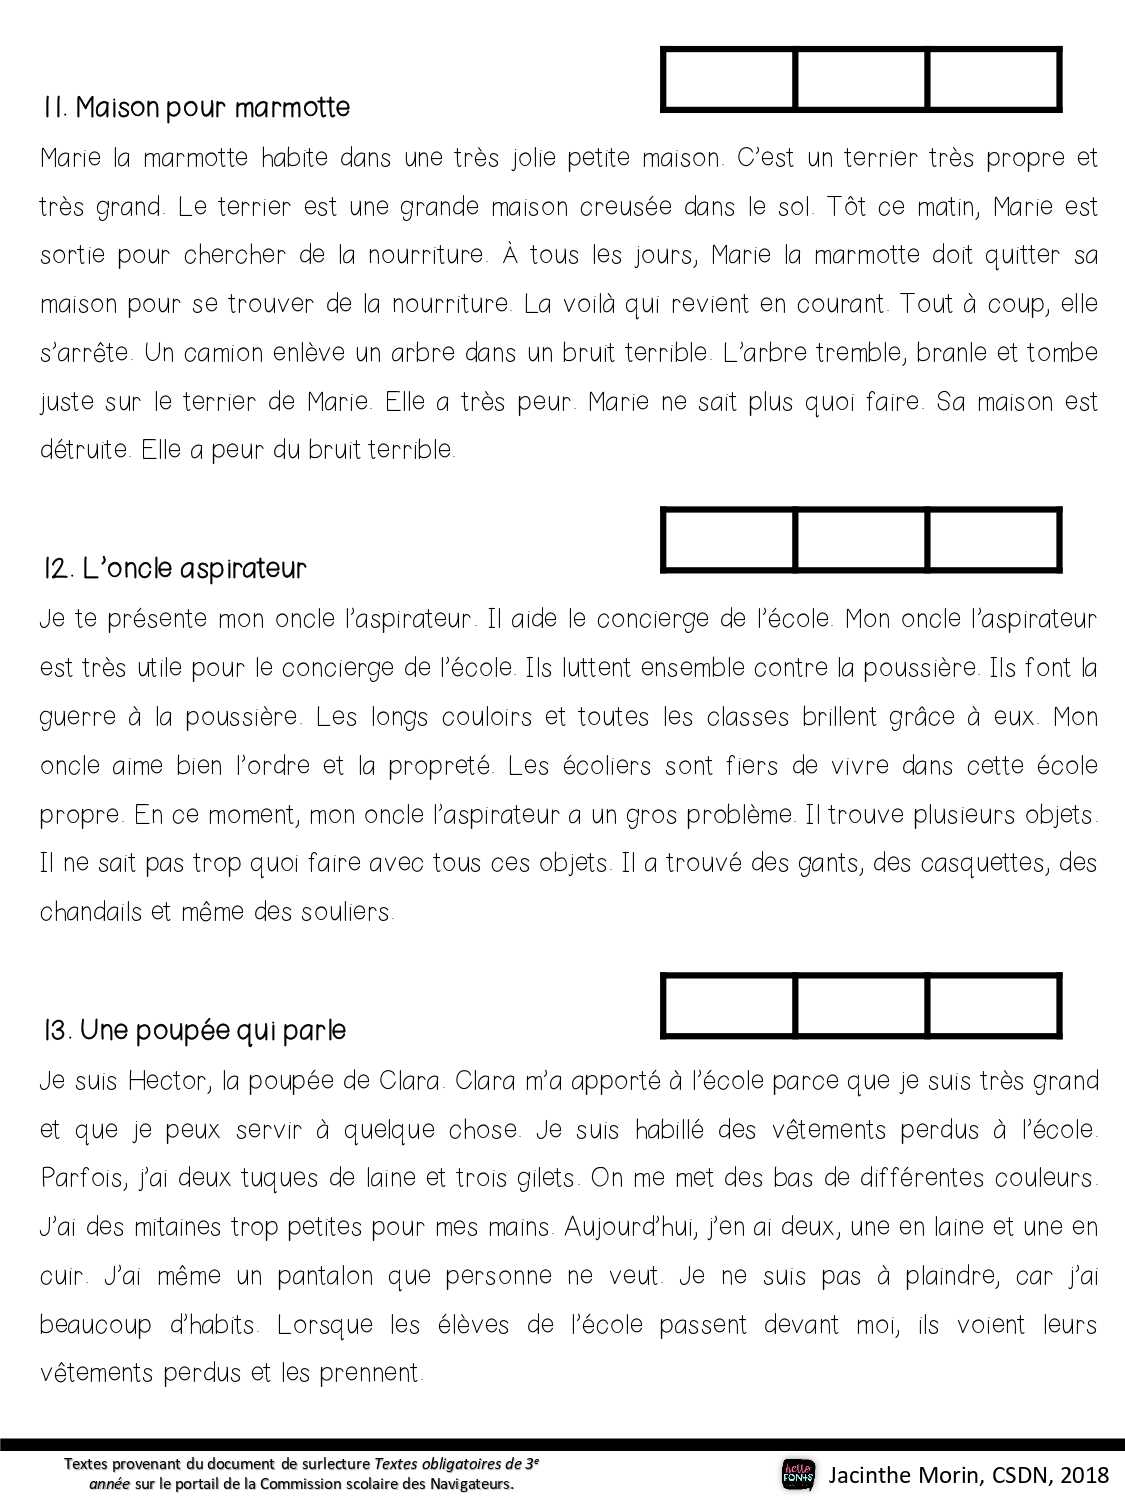 11. Maison pour marmotte
Marie la marmotte habite dans une très jolie petite maison. C'est un terrier très propre et
très grand. Le terrier est une grande maison creusée dans le sol. Tôt ce matin, Marie est
sortie pour chercher de la nourriture. À tous les jours, Marie la marmotte doit quitter sa
maison pour se trouver de la nourriture. La voilà qui revient en courant. Tout à coup, elle
s'arrête. Un camion enlève un arbre dans un bruit terrible. L'arbre tremble, branle et tombe
juste sur le terrier de Marie. Elle a très peur. Marie ne sait plus quoi faire. Sa maison est
détruite. Elle a peur du bruit terrible.
12. L'oncle aspirateur
Je te présente mon oncle l'aspirateur. Il aide le concierge de l'école. Mon oncle l'aspirateur
est très utile pour le concierge de l'école. Ils luttent ensemble contre la poussière. Ils font la
guerre à la poussière. Les longs couloirs et toutes les classes brillent grâce à eux. Mon
oncle aime bien l'ordre et la propreté. Les écoliers sont fiers de vivre dans cette école
propre. En ce moment, mon oncle l'aspirateur a un gros problème. Il trouve plusieurs objets.
Il ne sait pas trop quoi faire avec tous ces objets. Il a trouvé des gants, des casquettes, des
chandails et même des souliers.
13. Une poupée qui parle
Je suis Hector, la poupée de Clara. Clara m'a apporté à l'école parce que je suis très grand
et que je peux servir à quelque chose. Je suis habillé des vêtements perdus à l'école.
Parfois, j'ai deux tuques de laine et trois gilets. On me met des bas de différentes couleurs.
J'ai des mitaines trop petites pour mes mains. Aujourd'hui, j'en ai deux, une en laine et une en
cuir. J'ai même un pantalon que personne ne veut. Je ne suis pas à plaindre, car j'ai
beaucoup d'habits. Lorsque les élèves de l'école passent devant moi, ils voient leurs
vêtements perdus et les prennent.
Textes provenant du document de surlecture Textes obligatoires de 3e
année sur le portail de la Commission scolaire des Navigateurs.
hello
FONTS
Jacinthe Morin, CSDN, 2018